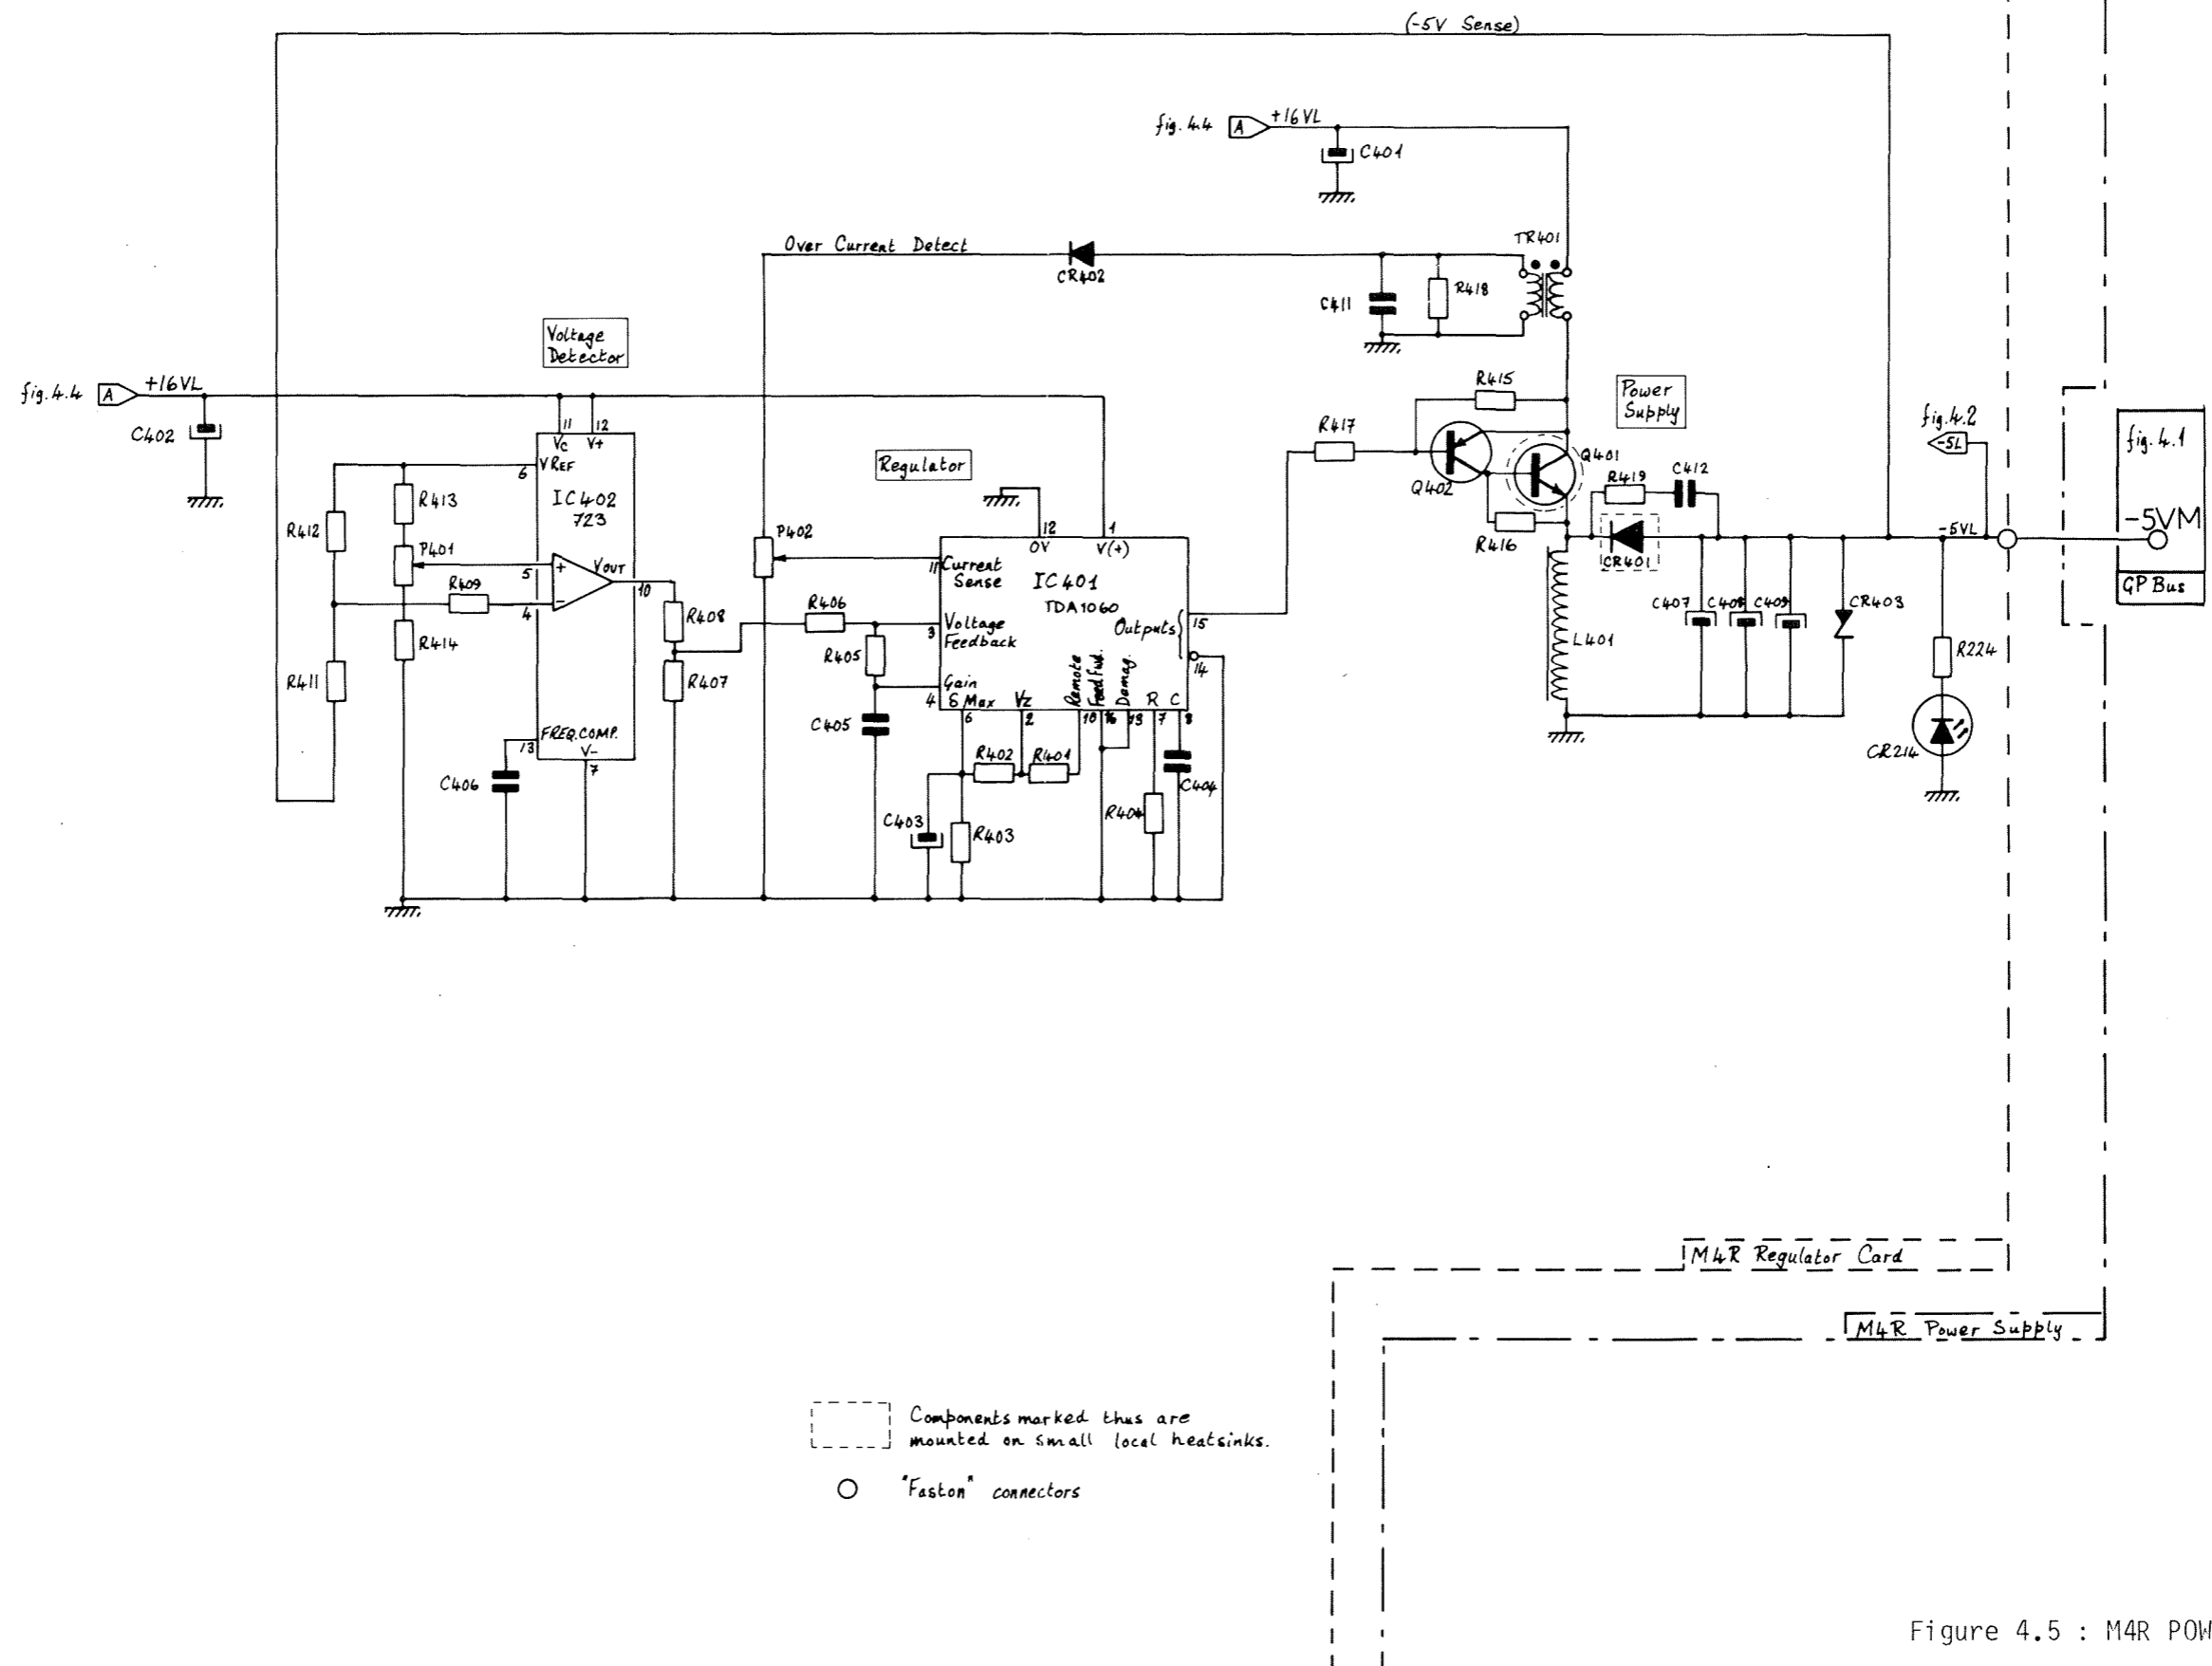 (-5V Sense)
fig. 4.4 A +16VL
C401
TR401
Over Current Detect
CR402
C411
R418
Voltage
Detector
fig. 4.4 A +16VL
C402
11 12
Vc V+
6 VREF
IC402
723
R413
R412
P401
5 +
VOUT
10
R409
4 -
R414
R411
R408
R407
FREQ.COMP.
13
V-
7
C406
Regulator
P402
12 1
0V V(+)
11 Current
Sense
IC401
TDA1060
R406
3 Voltage
Feedback
Outputs
15
14
R405
Gain
4
δ Max
Vz
Remote
Feed Fwd.
Demag.
R C
6 2 10 16 13 7 8
C405
R402 R401
C404
R404
C403
R403
R415
Power
Supply
R417
Q402
Q401
R419 C412
R416
CR401
L401
C407 C408 C409
CR403
fig. 4.2
-5L
-5VL
R224
CR214
fig. 4.1
-5VM
GP Bus
M4R Regulator Card
M4R Power Supply
Components marked thus are
mounted on small local heatsinks.
"Faston" connectors
Figure 4.5 : M4R POW